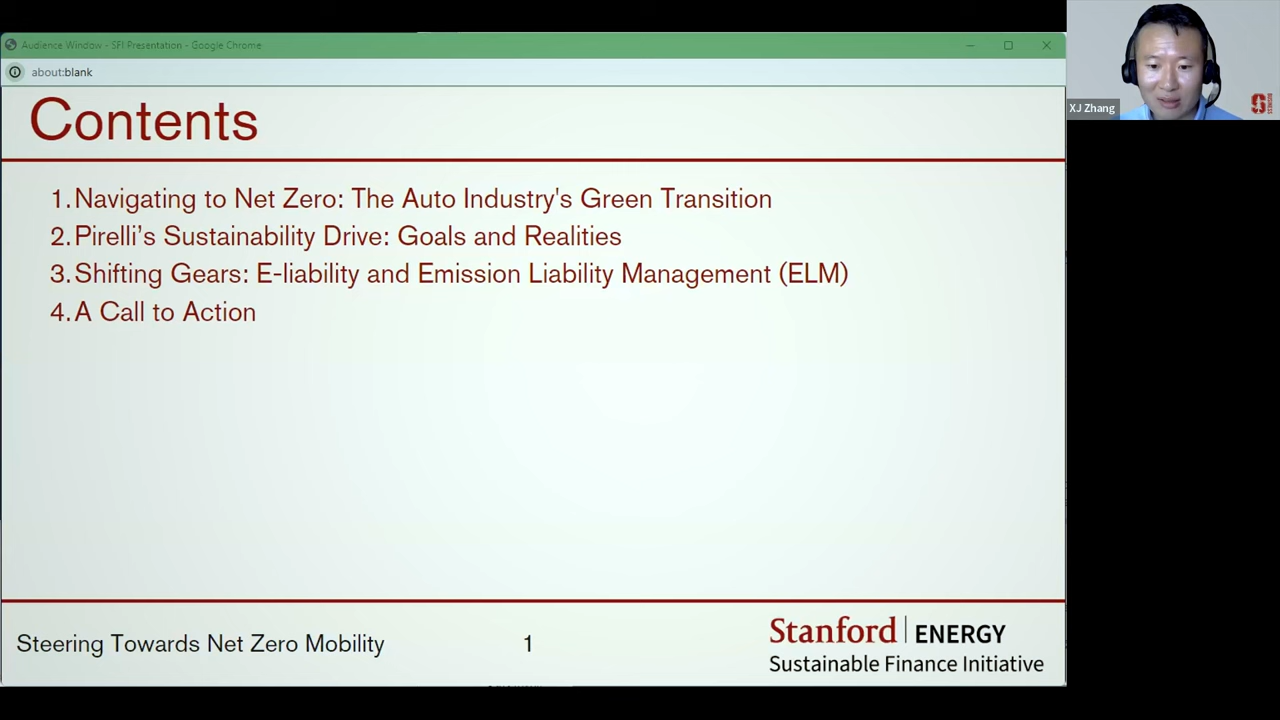 Audience Window - SFI Presentation - Google Chrome
about:blank
Contents
1. Navigating to Net Zero: The Auto Industry's Green Transition
2. Pirelli’s Sustainability Drive: Goals and Realities
3. Shifting Gears: E-liability and Emission Liability Management (ELM)
4. A Call to Action
Steering Towards Net Zero Mobility
1
Stanford | ENERGY
Sustainable Finance Initiative
XJ Zhang